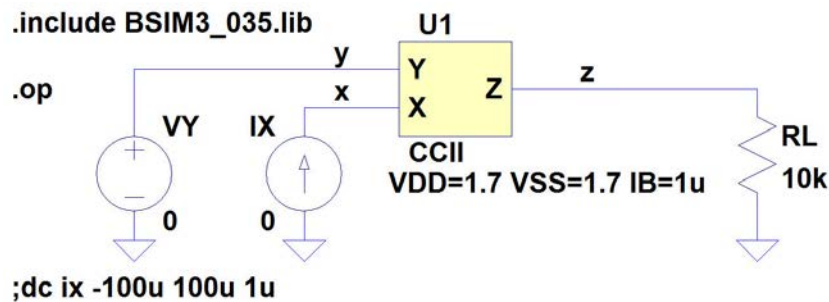 .include BSIM3_035.lib
U1
y
Y
.op
x
X
Z
z
VY
IX
CCII
RL
VDD=1.7 VSS=1.7 IB=1u
10k
0
0
;dc ix -100u 100u 1u